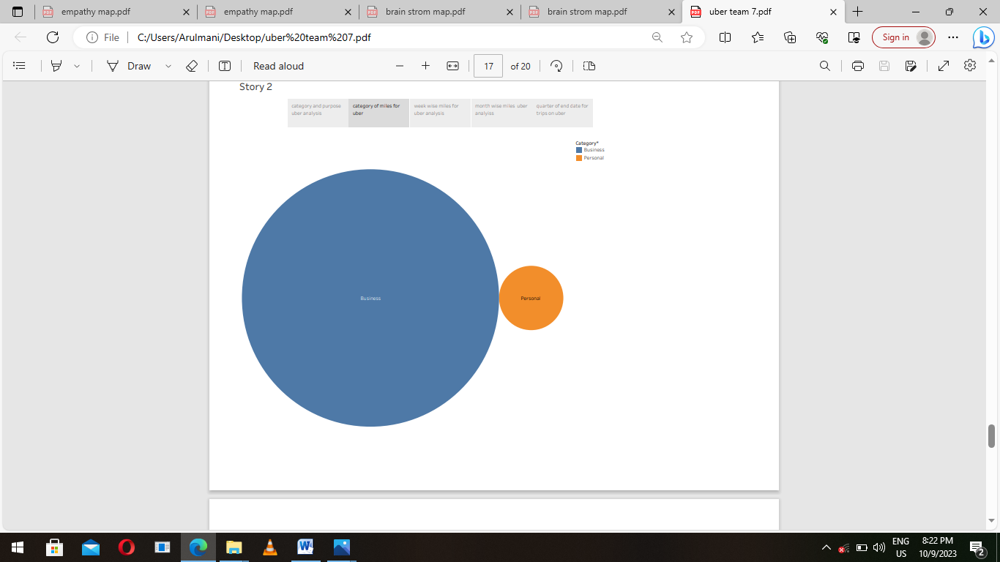 empathy map.pdf
empathy map.pdf
brain strom map.pdf
brain strom map.pdf
uber team 7.pdf
File
C:/Users/Arulmani/Desktop/uber%20team%207.pdf
Sign in
Draw
Read aloud
17 of 20
Story 2
category and purpose
uber analysis
category of miles for
uber
week wise miles for
uber analysis
month wise miles uber
analyiss
quarter of end date for
trips on uber
Category*
Business
Personal
Business
Personal
ENG
US
8:22 PM
10/9/2023
2